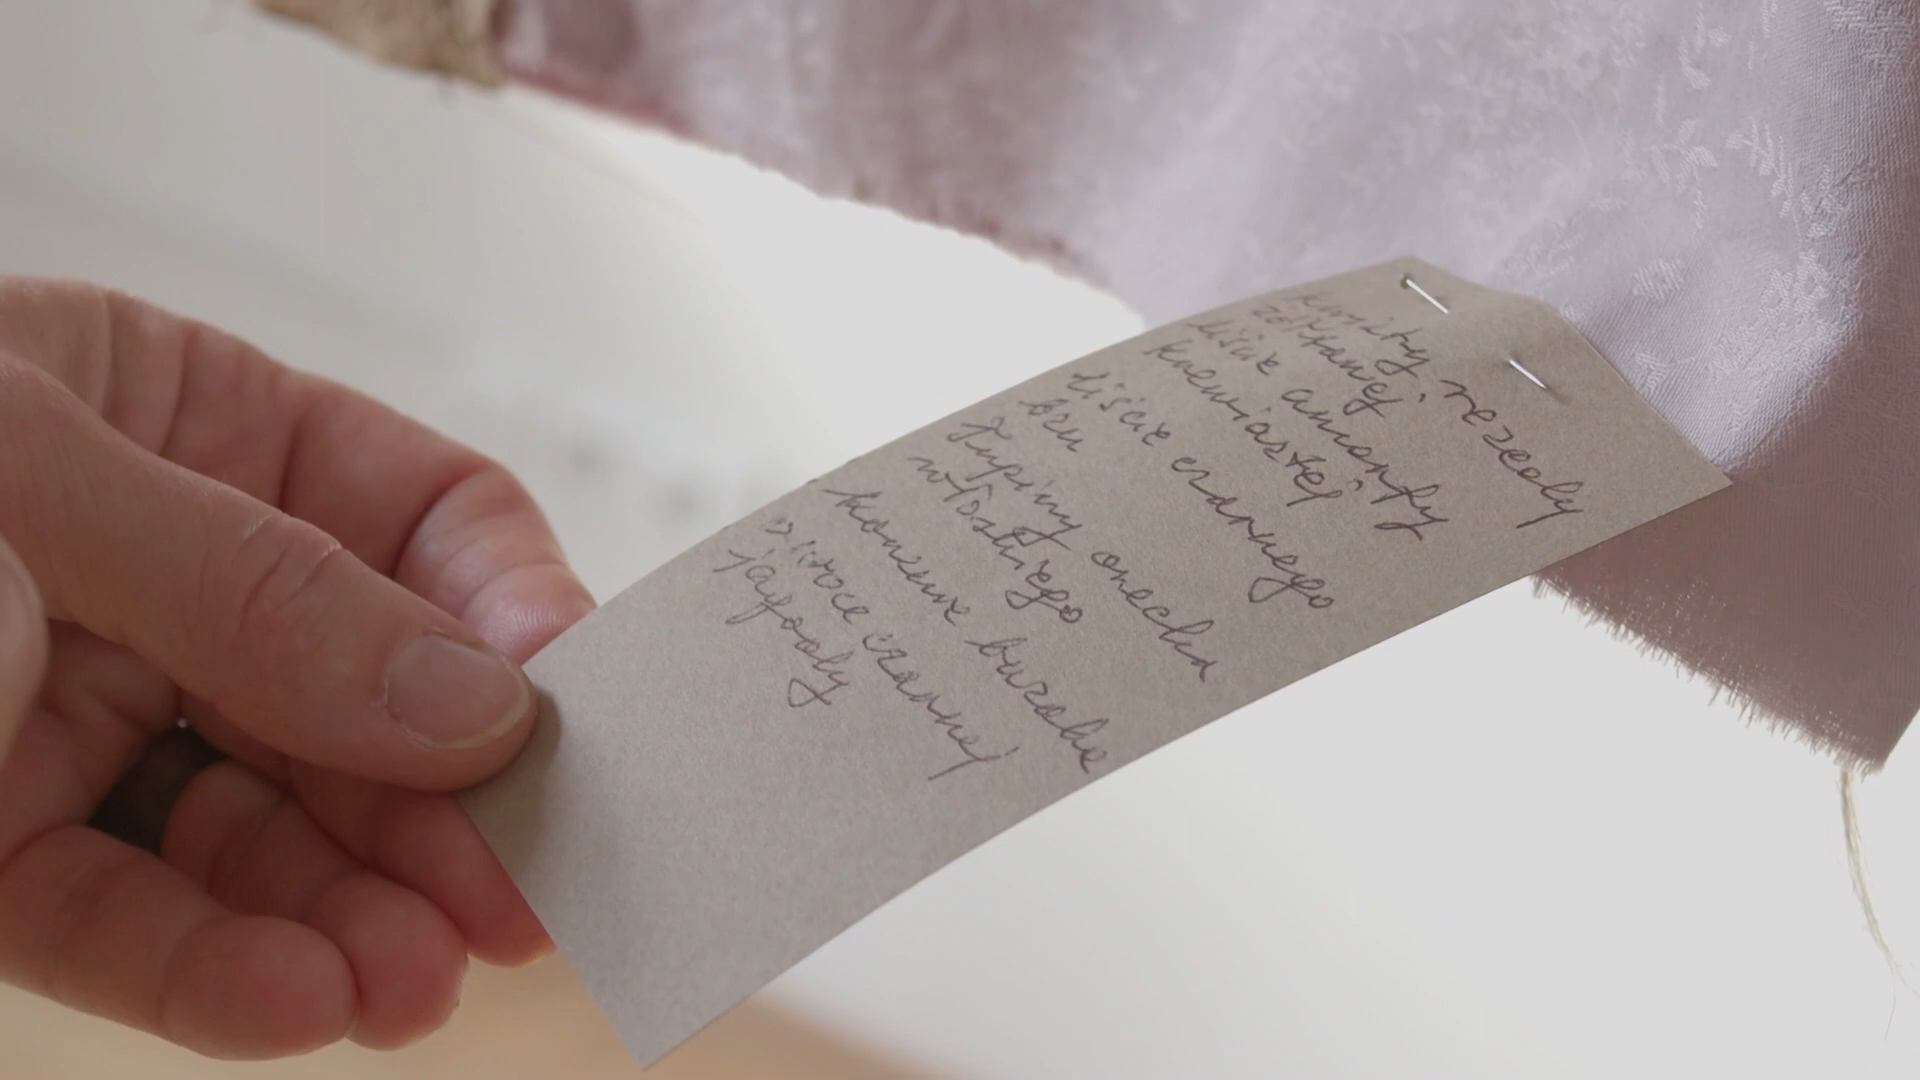 kwiaty rezedy
żółtawej,
liście amorfy
krzewiastej
liście czarnego
bzu
łupiny orzecha
włoskiego
korzenie buraka
owoce czarnej
jagody